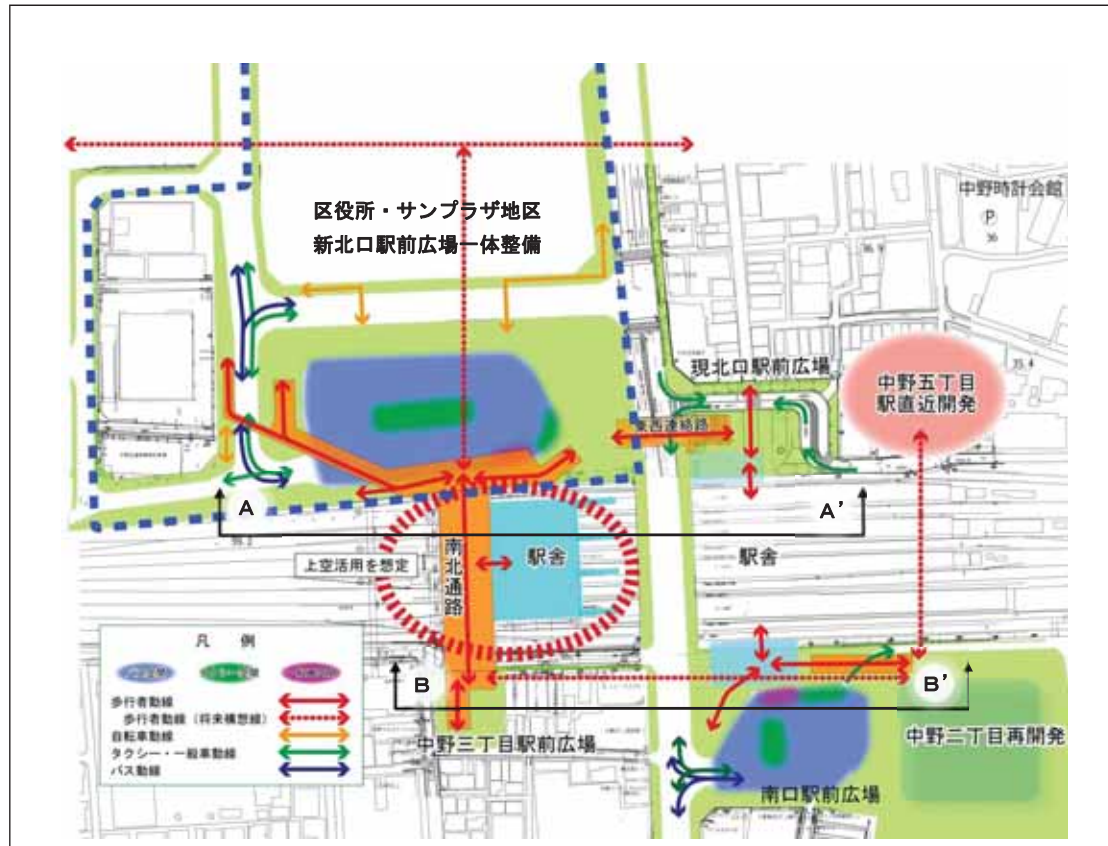 中野時計会館
P
36
36.9
区役所・サンプラザ地区
新北口駅前広場一体整備
35.4
現北口駅前広場
中野五丁目
駅直近開発
東西連絡路
A
A'
上空活用を想定
南北通路
駅舎
駅舎
凡 例
歩行者動線
歩行者動線(将来構想線)
自転車動線
タクシー・一般車動線
バス動線
B
B'
中野三丁目駅前広場
中野二丁目再開発
南口駅前広場